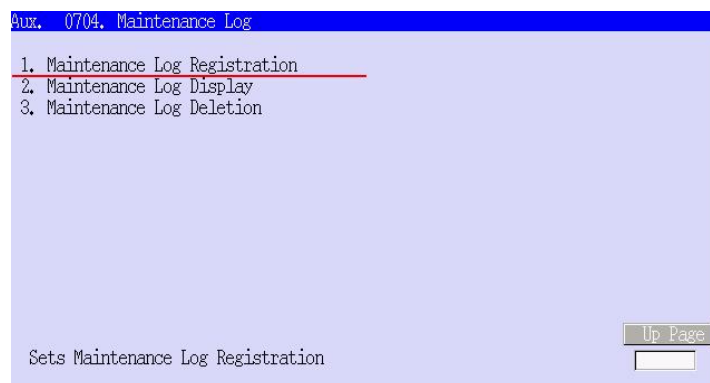 Aux. 0704. Maintenance Log
1. Maintenance Log Registration
2. Maintenance Log Display
3. Maintenance Log Deletion
Up Page
Sets Maintenance Log Registration